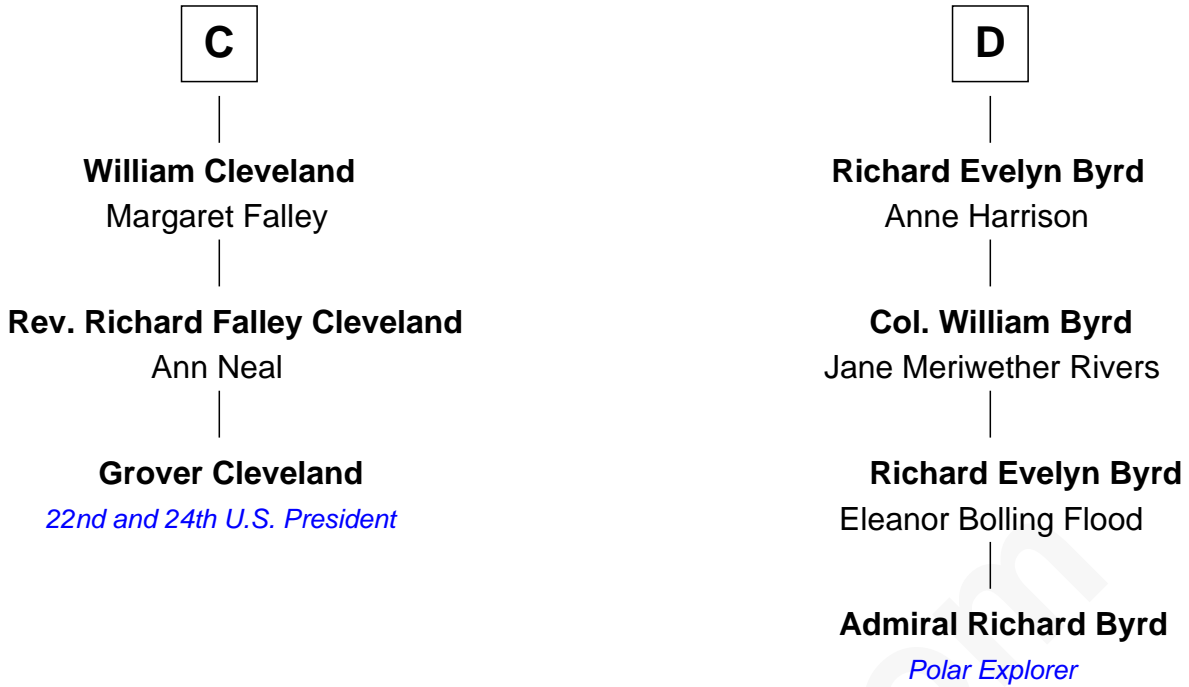 C
William Cleveland
Margaret Falley
Rev. Richard Falley Cleveland
Ann Neal
Grover Cleveland
22nd and 24th U.S. President
D
Richard Evelyn Byrd
Anne Harrison
Col. William Byrd
Jane Meriwether Rivers
Richard Evelyn Byrd
Eleanor Bolling Flood
Admiral Richard Byrd
Polar Explorer